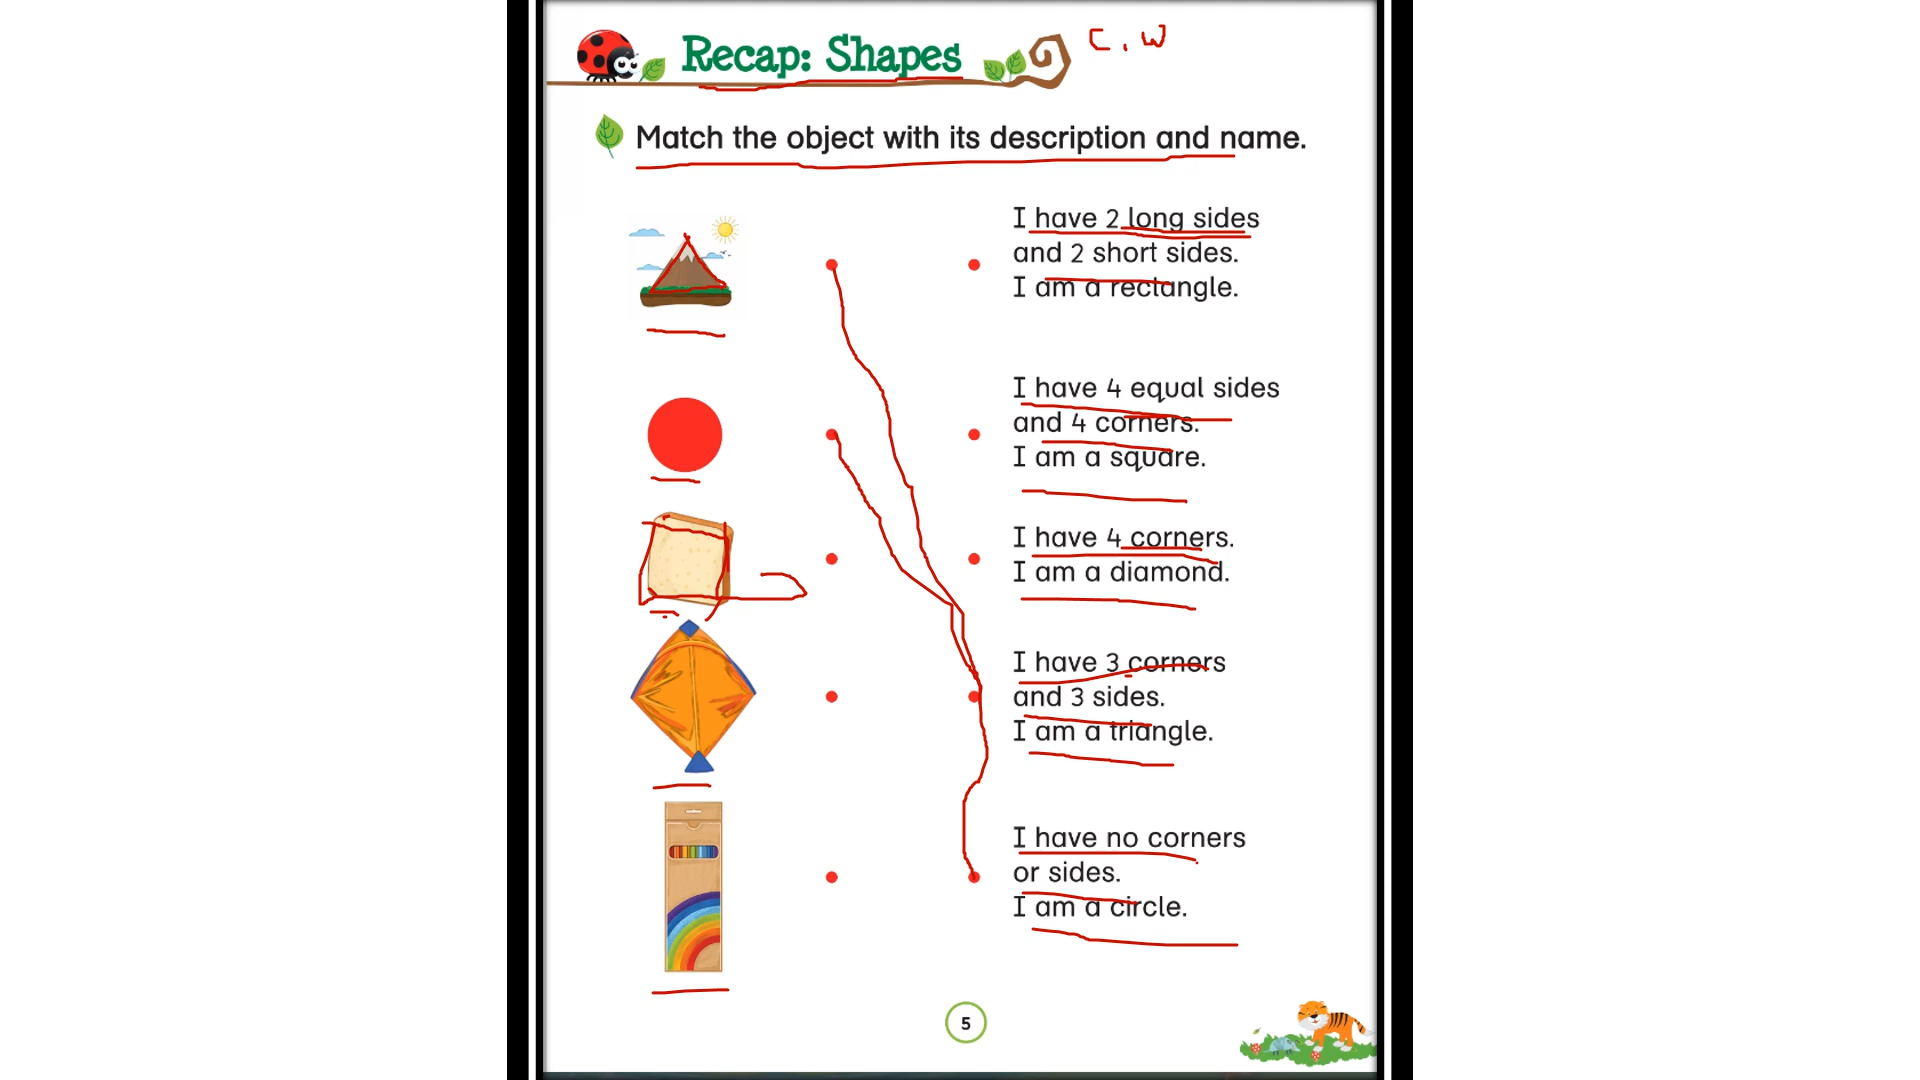 Recap: Shapes
C.W
Match the object with its description and name.
I have 2 long sides
and 2 short sides.
I am a rectangle.
I have 4 equal sides
and 4 corners.
I am a square.
I have 4 corners.
I am a diamond.
I have 3 corners
and 3 sides.
I am a triangle.
I have no corners
or sides.
I am a circle.
5